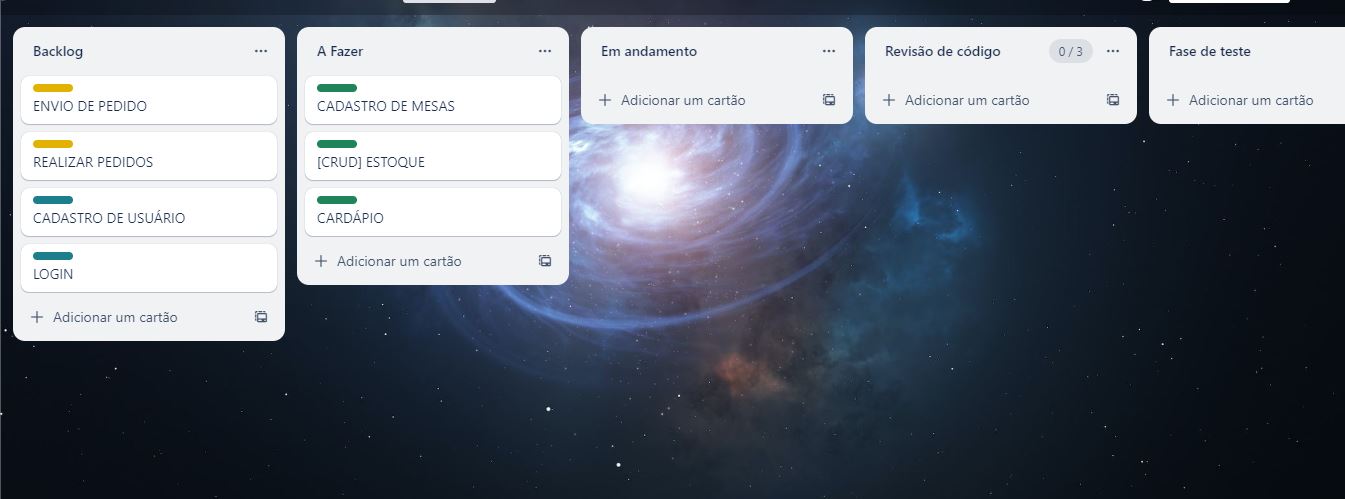 Backlog
ENVIO DE PEDIDO
REALIZAR PEDIDOS
CADASTRO DE USUÁRIO
LOGIN
Adicionar um cartão
A Fazer
CADASTRO DE MESAS
[CRUD] ESTOQUE
CARDÁPIO
Adicionar um cartão
Em andamento
Adicionar um cartão
Revisão de código 0 / 3
Adicionar um cartão
Fase de teste
Adicionar um cartão